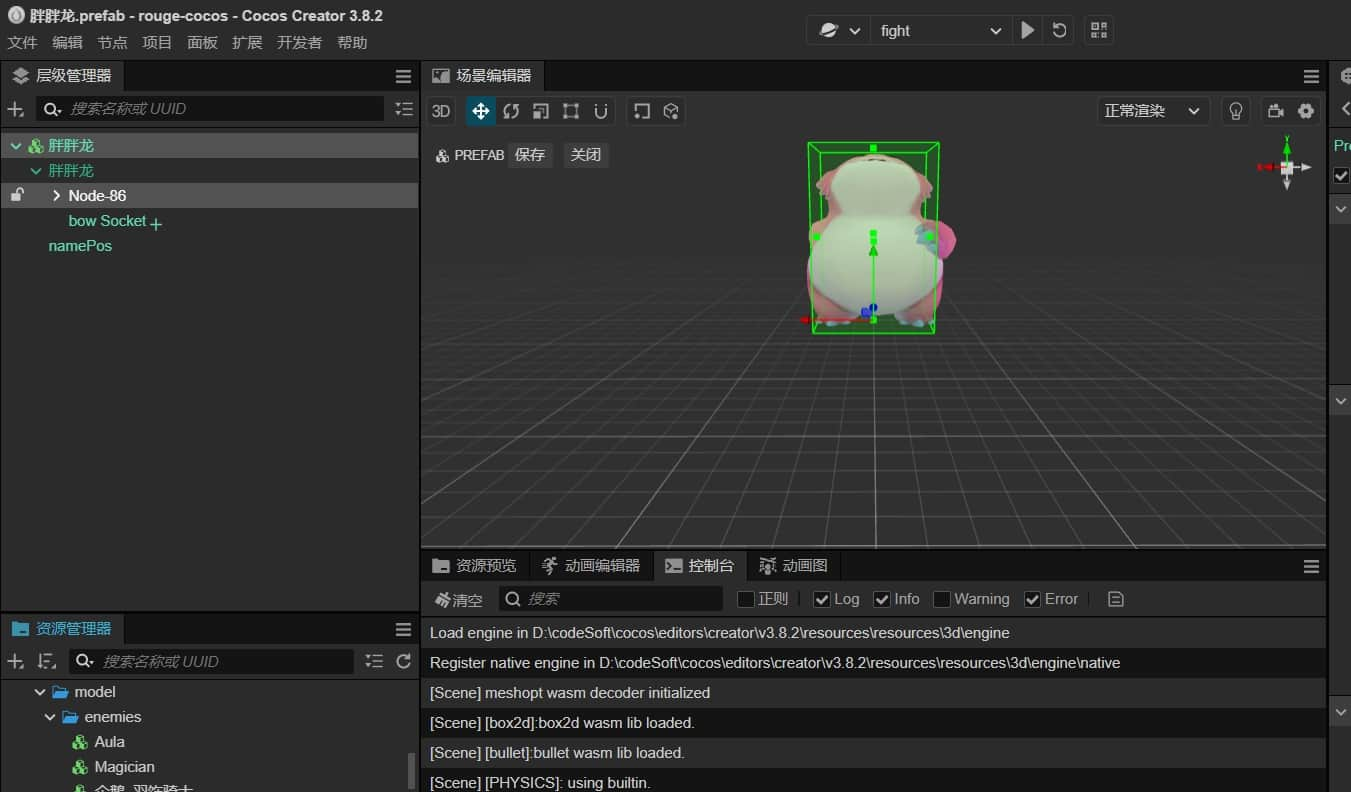 胖胖龙.prefab - rouge-cocos - Cocos Creator 3.8.2
文件 编辑 节点 项目 面板 扩展 开发者 帮助
fight
层级管理器
搜索名称或 UUID
胖胖龙
胖胖龙
Node-86
bow Socket
namePos
场景编辑器
3D
正常渲染
PREFAB 保存 关闭
Y
资源管理器
搜索名称或 UUID
model
enemies
Aula
Magician
资源预览 动画编辑器 控制台 动画图
清空 搜索 正则 Log Info Warning Error
Load engine in D:\codeSoft\cocos\editors\creator\v3.8.2\resources\resources\3d\engine
Register native engine in D:\codeSoft\cocos\editors\creator\v3.8.2\resources\resources\3d\engine\native
[Scene] meshopt wasm decoder initialized
[Scene] [box2d]:box2d wasm lib loaded.
[Scene] [bullet]:bullet wasm lib loaded.
[Scene] [PHYSICS]: using builtin.